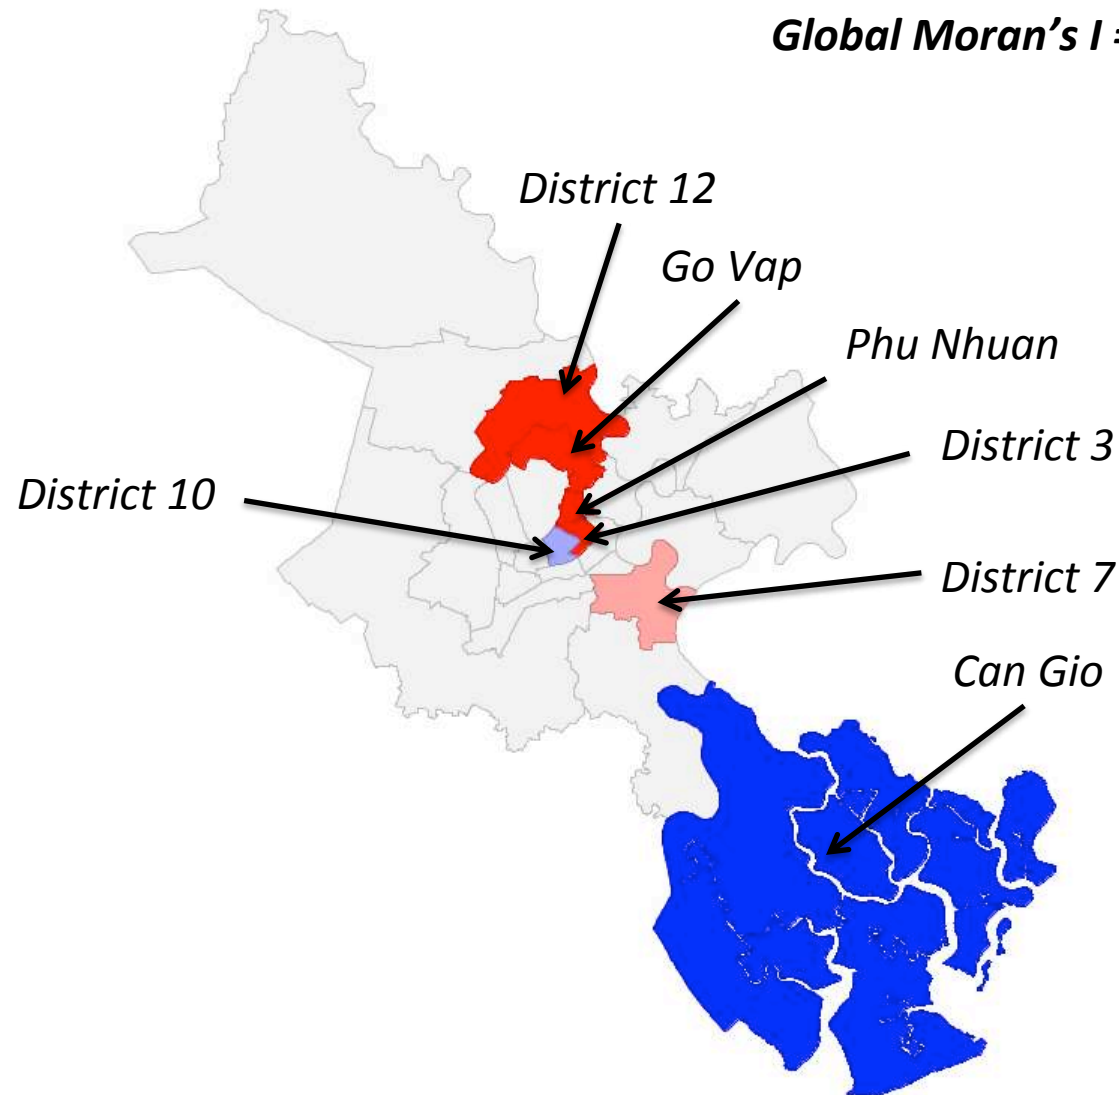 Global Moran’s I =
District 12
Go Vap
Phu Nhuan
District 3
District 10
District 7
Can Gio